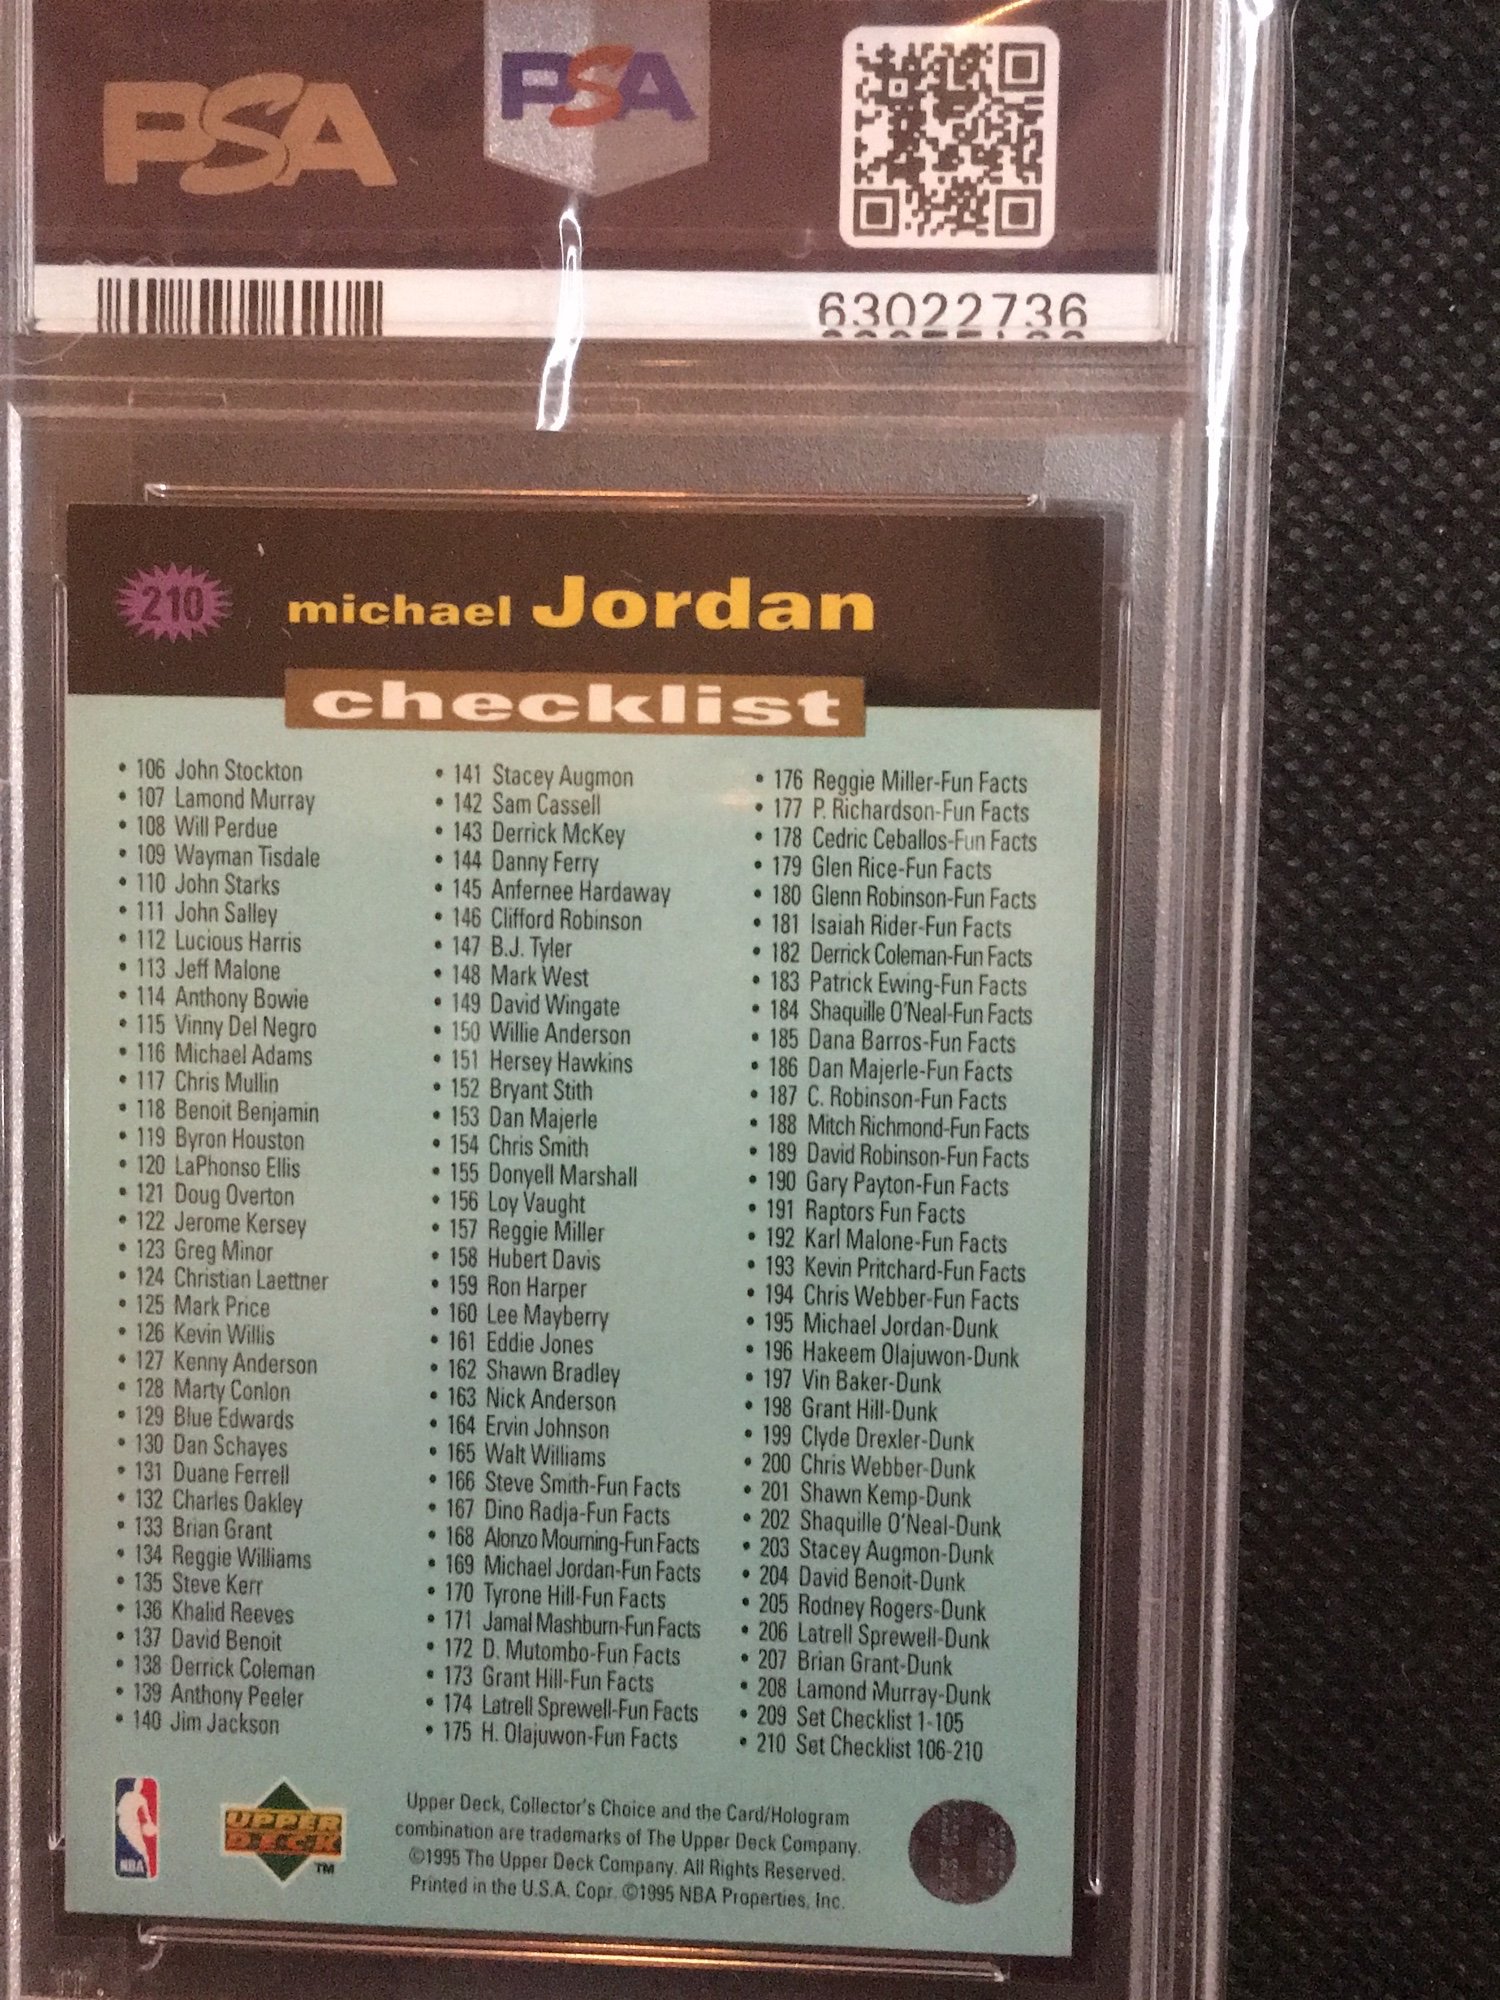 PSA
PSA
63022736
210
michael Jordan
checklist
• 106 John Stockton
• 107 Lamond Murray
• 108 Will Perdue
• 109 Wayman Tisdale
• 110 John Starks
• 111 John Salley
• 112 Lucious Harris
• 113 Jeff Malone
• 114 Anthony Bowie
• 115 Vinny Del Negro
• 116 Michael Adams
• 117 Chris Mullin
• 118 Benoit Benjamin
• 119 Byron Houston
• 120 LaPhonso Ellis
• 121 Doug Overton
• 122 Jerome Kersey
• 123 Greg Minor
• 124 Christian Laettner
• 125 Mark Price
• 126 Kevin Willis
• 127 Kenny Anderson
• 128 Marty Conlon
• 129 Blue Edwards
• 130 Dan Schayes
• 131 Duane Ferrell
• 132 Charles Oakley
• 133 Brian Grant
• 134 Reggie Williams
• 135 Steve Kerr
• 136 Khalid Reeves
• 137 David Benoit
• 138 Derrick Coleman
• 139 Anthony Peeler
• 140 Jim Jackson
• 141 Stacey Augmon
• 142 Sam Cassell
• 143 Derrick McKey
• 144 Danny Ferry
• 145 Anfernee Hardaway
• 146 Clifford Robinson
• 147 B.J. Tyler
• 148 Mark West
• 149 David Wingate
• 150 Willie Anderson
• 151 Hersey Hawkins
• 152 Bryant Stith
• 153 Dan Majerle
• 154 Chris Smith
• 155 Donyell Marshall
• 156 Loy Vaught
• 157 Reggie Miller
• 158 Hubert Davis
• 159 Ron Harper
• 160 Lee Mayberry
• 161 Eddie Jones
• 162 Shawn Bradley
• 163 Nick Anderson
• 164 Ervin Johnson
• 165 Walt Williams
• 166 Steve Smith-Fun Facts
• 167 Dino Radja-Fun Facts
• 168 Alonzo Mourning-Fun Facts
• 169 Michael Jordan-Fun Facts
• 170 Tyrone Hill-Fun Facts
• 171 Jamal Mashburn-Fun Facts
• 172 D. Mutombo-Fun Facts
• 173 Grant Hill-Fun Facts
• 174 Latrell Sprewell-Fun Facts
• 175 H. Olajuwon-Fun Facts
• 176 Reggie Miller-Fun Facts
• 177 P. Richardson-Fun Facts
• 178 Cedric Ceballos-Fun Facts
• 179 Glen Rice-Fun Facts
• 180 Glenn Robinson-Fun Facts
• 181 Isaiah Rider-Fun Facts
• 182 Derrick Coleman-Fun Facts
• 183 Patrick Ewing-Fun Facts
• 184 Shaquille O'Neal-Fun Facts
• 185 Dana Barros-Fun Facts
• 186 Dan Majerle-Fun Facts
• 187 C. Robinson-Fun Facts
• 188 Mitch Richmond-Fun Facts
• 189 David Robinson-Fun Facts
• 190 Gary Payton-Fun Facts
• 191 Raptors Fun Facts
• 192 Karl Malone-Fun Facts
• 193 Kevin Pritchard-Fun Facts
• 194 Chris Webber-Fun Facts
• 195 Michael Jordan-Dunk
• 196 Hakeem Olajuwon-Dunk
• 197 Vin Baker-Dunk
• 198 Grant Hill-Dunk
• 199 Clyde Drexler-Dunk
• 200 Chris Webber-Dunk
• 201 Shawn Kemp-Dunk
• 202 Shaquille O'Neal-Dunk
• 203 Stacey Augmon-Dunk
• 204 David Benoit-Dunk
• 205 Rodney Rogers-Dunk
• 206 Latrell Sprewell-Dunk
• 207 Brian Grant-Dunk
• 208 Lamond Murray-Dunk
• 209 Set Checklist 1-105
• 210 Set Checklist 106-210
NBA
UPPER
DECK
TM
Upper Deck, Collector's Choice and the Card/Hologram
combination are trademarks of The Upper Deck Company.
©1995 The Upper Deck Company. All Rights Reserved.
Printed in the U.S.A. Copr. ©1995 NBA Properties, Inc.